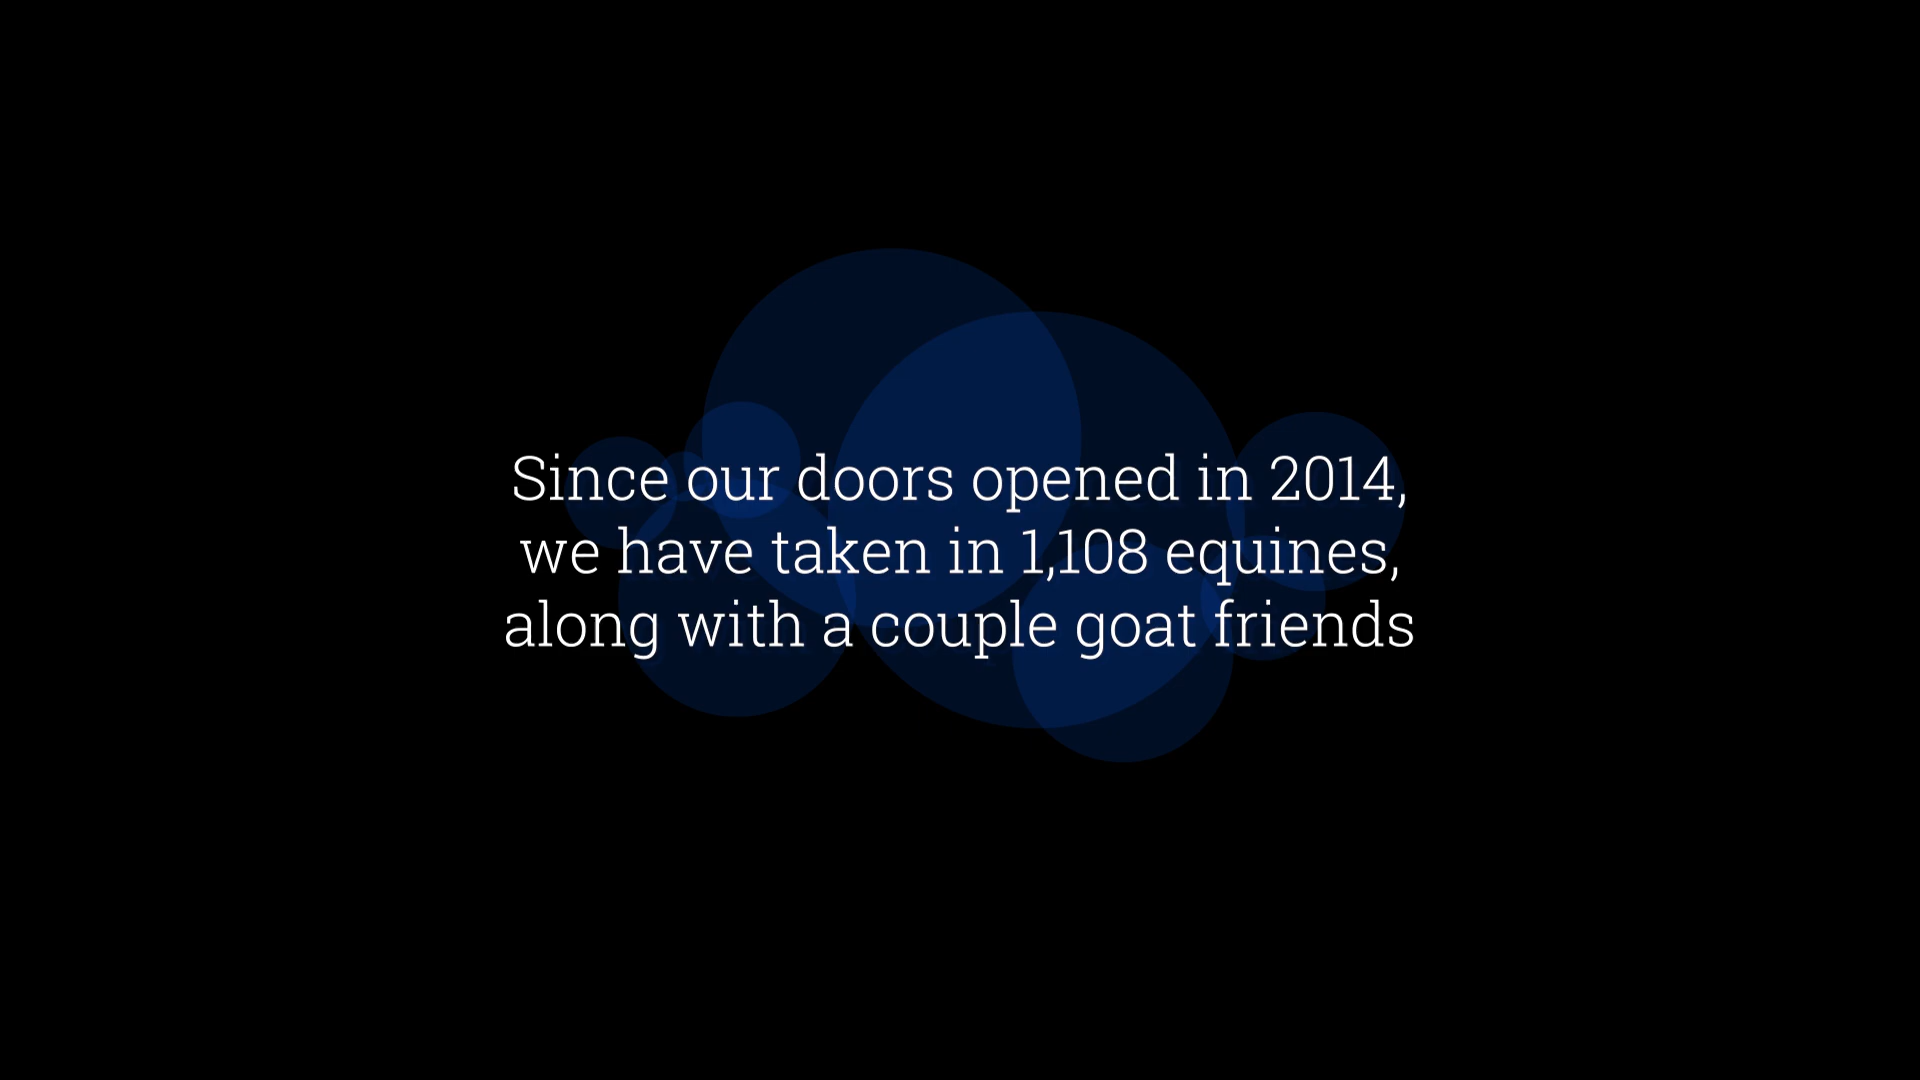 Since our doors opened in 2014,
we have taken in 1,108 equines,
along with a couple goat friends